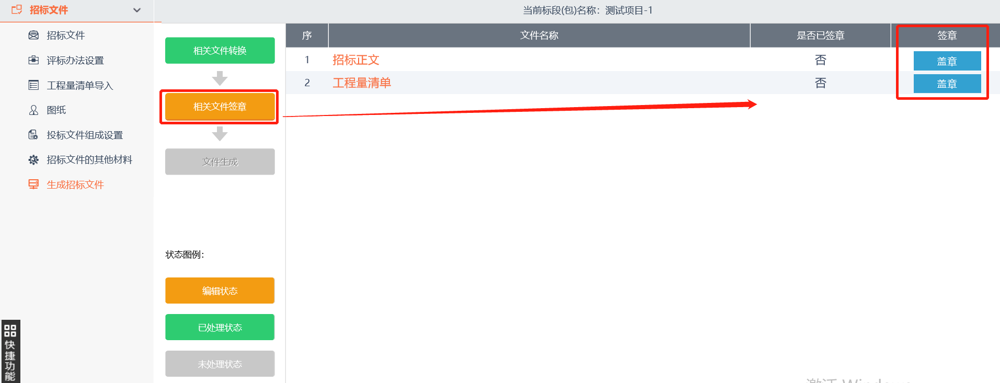 招标文件
当前标段(包)名称：测试项目-1
招标文件
评标办法设置
工程量清单导入
图纸
投标文件组成设置
招标文件的其他材料
生成招标文件
快捷功能
相关文件转换
相关文件签章
文件生成
状态图例：
编辑状态
已处理状态
未处理状态
序 文件名称 是否已签章 签章
1 招标正文 否 盖章
2 工程量清单 否 盖章
激活 Windows